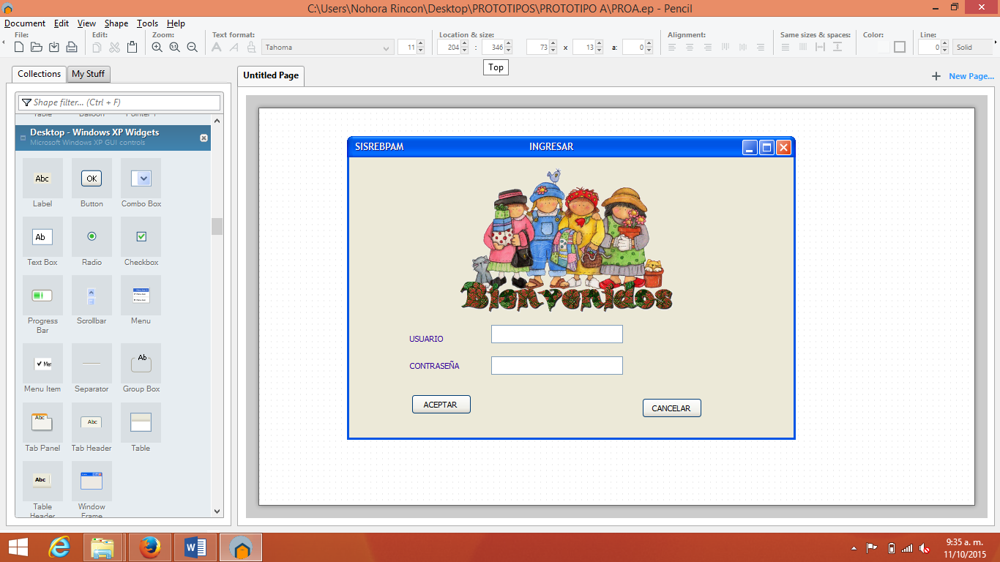 C:\Users\Nohora Rincon\Desktop\PROTOTIPOS\PROTOTIPO A\PROA.ep - Pencil
Document Edit View Shape Tools Help
File: Edit: Zoom: Text format: Location & size: Alignment: Same sizes & spaces: Color: Line:
1:1 A A Tahoma 11 204 : 346 73 x 13 a: 0 0 Solid
Top
Collections My Stuff
Untitled Page
New Page...
Shape filter... (Ctrl + F)
Table Balloon Pointer 1
Desktop - Windows XP Widgets
Microsoft Windows XP GUI controls
Abc OK
Label Button Combo Box
Ab
Text Box Radio Checkbox
Progress Bar Scrollbar Menu
Men Ab
Menu Item Separator Group Box
Abc Abc
Tab Panel Tab Header Table
Abc
Table Header Window Frame
SISREBPAM INGRESAR
Bienvenidos
USUARIO
CONTRASEÑA
ACEPTAR
CANCELAR
9:35 a. m.
11/10/2015